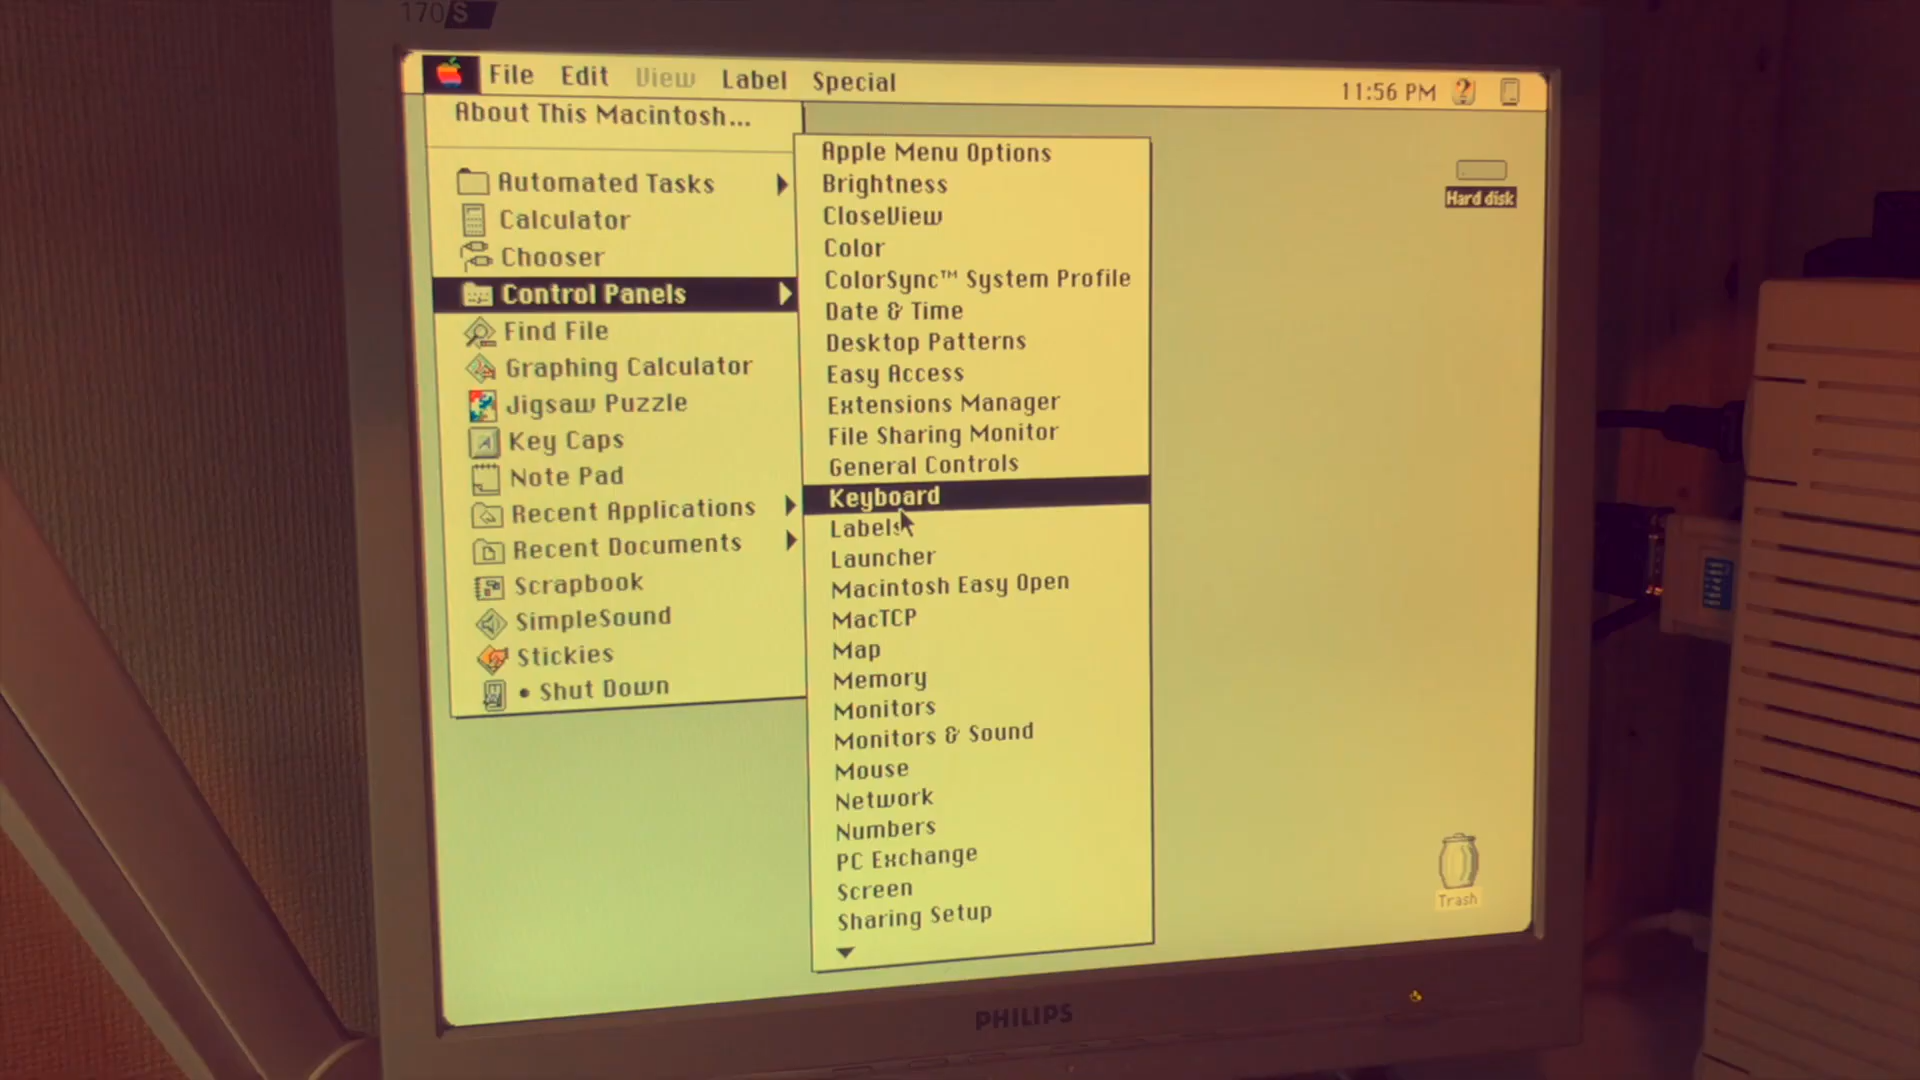 170S
File Edit View Label Special 11:56 PM
About This Macintosh...
Automated Tasks
Calculator
Chooser
Control Panels
Find File
Graphing Calculator
Jigsaw Puzzle
Key Caps
Note Pad
Recent Applications
Recent Documents
Scrapbook
SimpleSound
Stickies
• Shut Down
Apple Menu Options
Brightness
CloseView
Color
ColorSync™ System Profile
Date & Time
Desktop Patterns
Easy Access
Extensions Manager
File Sharing Monitor
General Controls
Keyboard
Labels
Launcher
Macintosh Easy Open
MacTCP
Map
Memory
Monitors
Monitors & Sound
Mouse
Network
Numbers
PC Exchange
Screen
Sharing Setup
Hard disk
Trash
PHILIPS